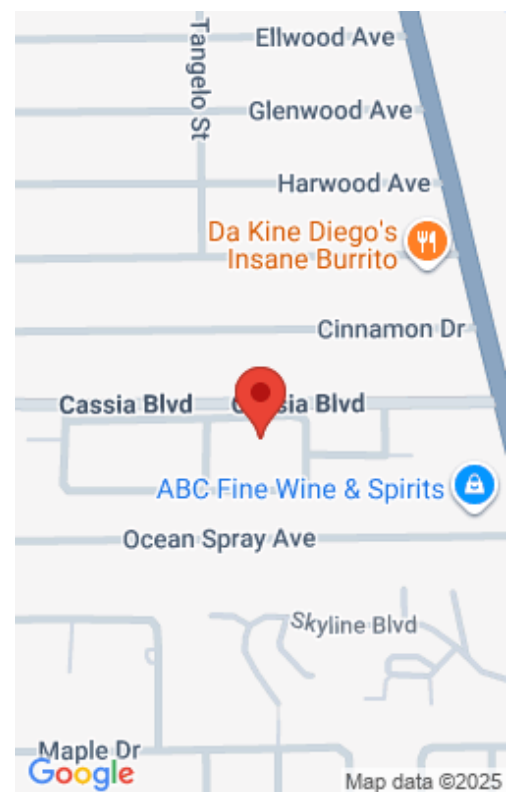 Ellwood Ave
Tangelo St
Glenwood Ave
Harwood Ave
Da Kine Diego's
Insane Burrito
Cinnamon Dr
Cassia Blvd
Cassia Blvd
ABC Fine Wine & Spirits
Ocean Spray Ave
Skyline Blvd
Maple Dr
Google
Map data ©2025